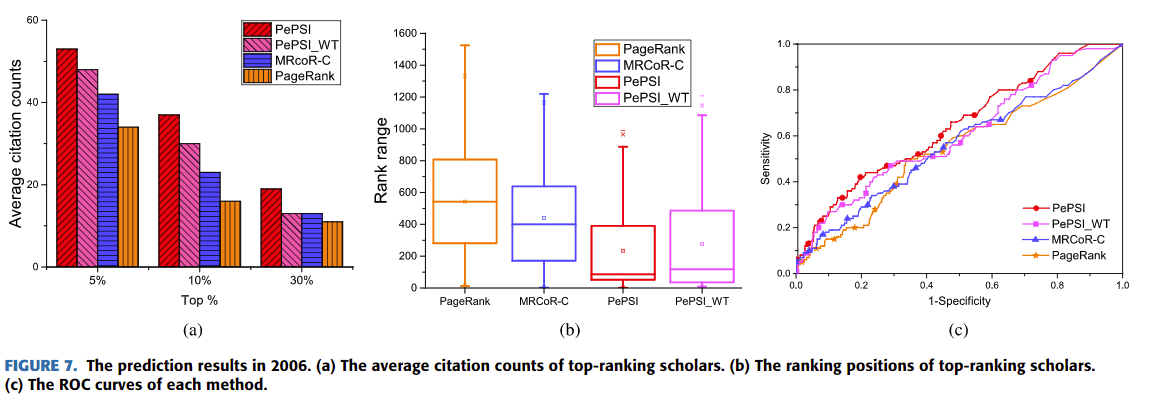 60
40
20
0
Average citation counts
PePSI
PePSI_WT
MRcoR-C
PageRank
5%
10%
30%
Top %
(a)
1600
1400
1200
1000
800
600
400
200
0
Rank range
PageRank
MRCoR-C
PePSI
PePSI_WT
PageRank
MRCoR-C
PePSI
PePSI_WT
(b)
1.0
0.8
0.6
0.4
0.2
0.0
Sensitivity
PePSI
PePSI_WT
MRCoR-C
PageRank
0.0
0.2
0.4
0.6
0.8
1.0
1-Specificity
(c)
FIGURE 7. The prediction results in 2006. (a) The average citation counts of top-ranking scholars. (b) The ranking positions of top-ranking scholars.
(c) The ROC curves of each method.